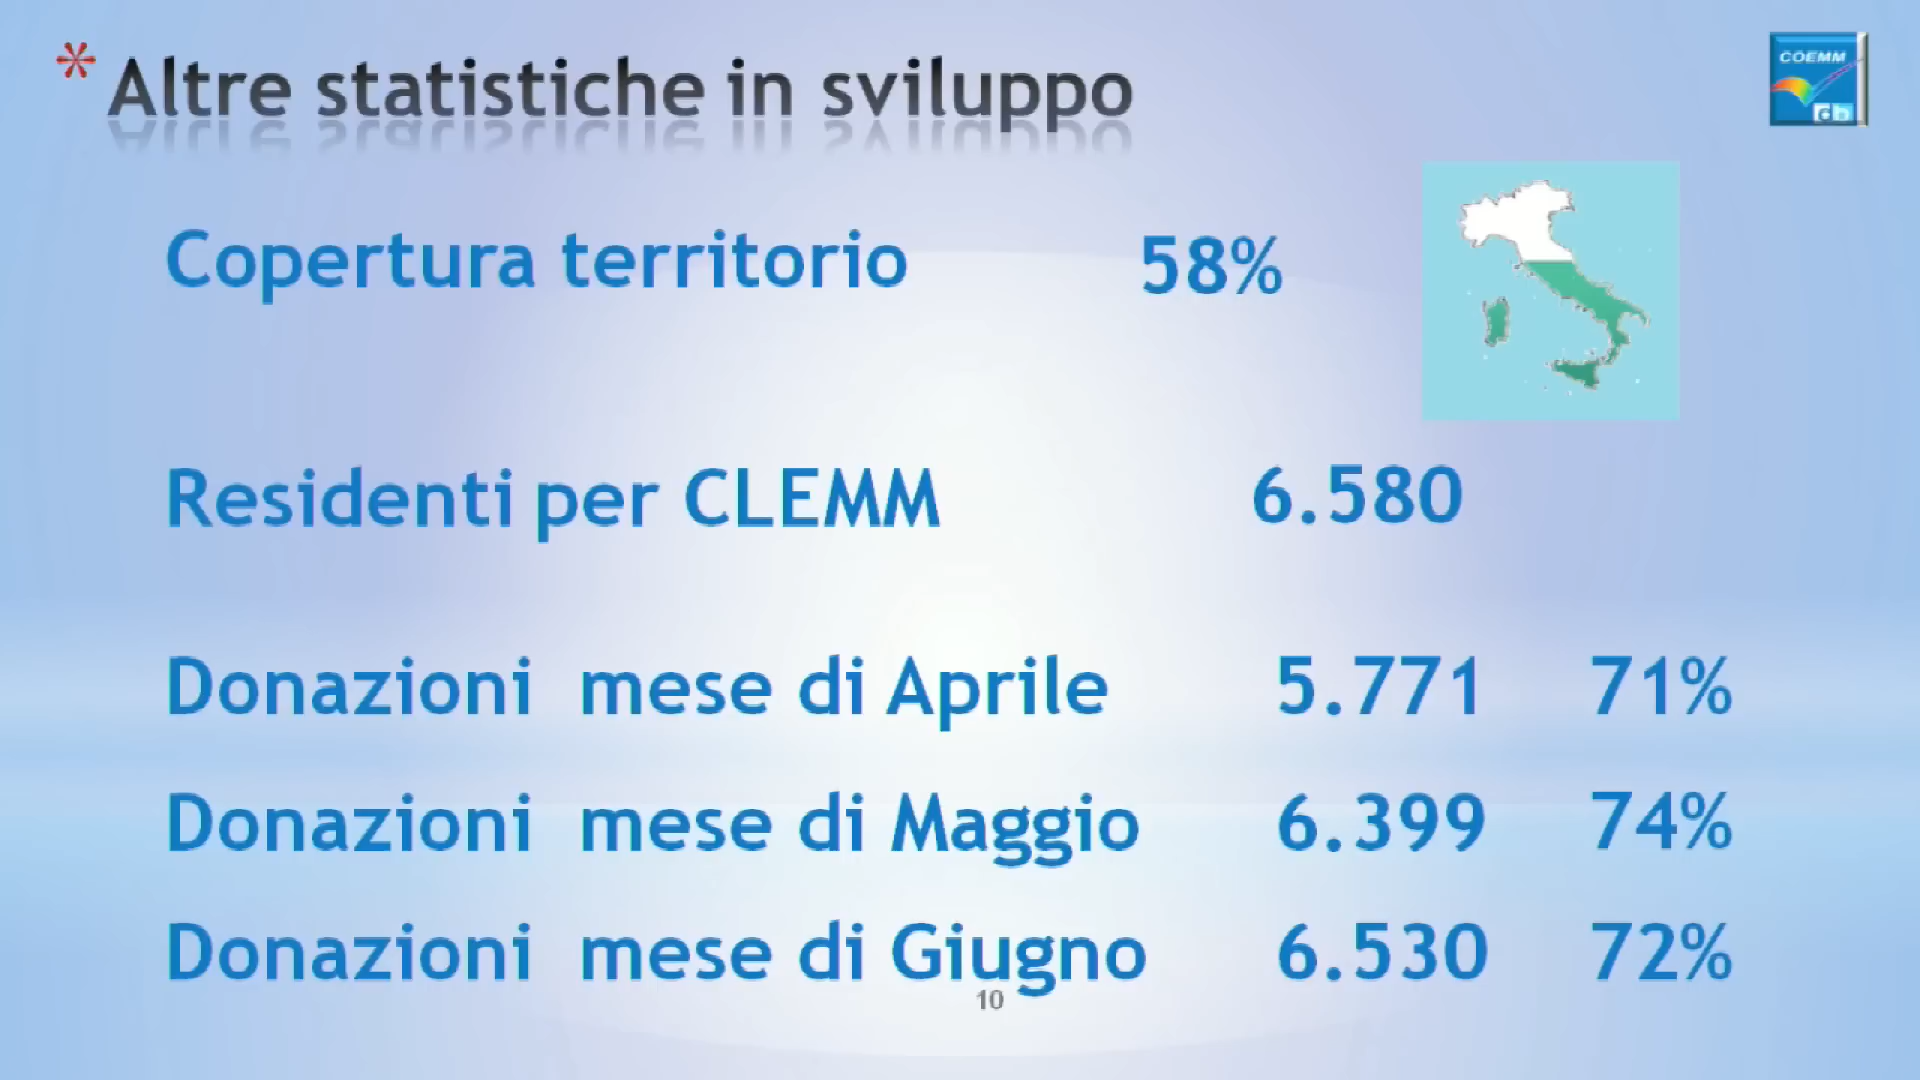 * Altre statistiche in sviluppo
COEMM
Copertura territorio 58%
Residenti per CLEMM 6.580
Donazioni mese di Aprile 5.771 71%
Donazioni mese di Maggio 6.399 74%
Donazioni mese di Giugno 6.530 72%
10